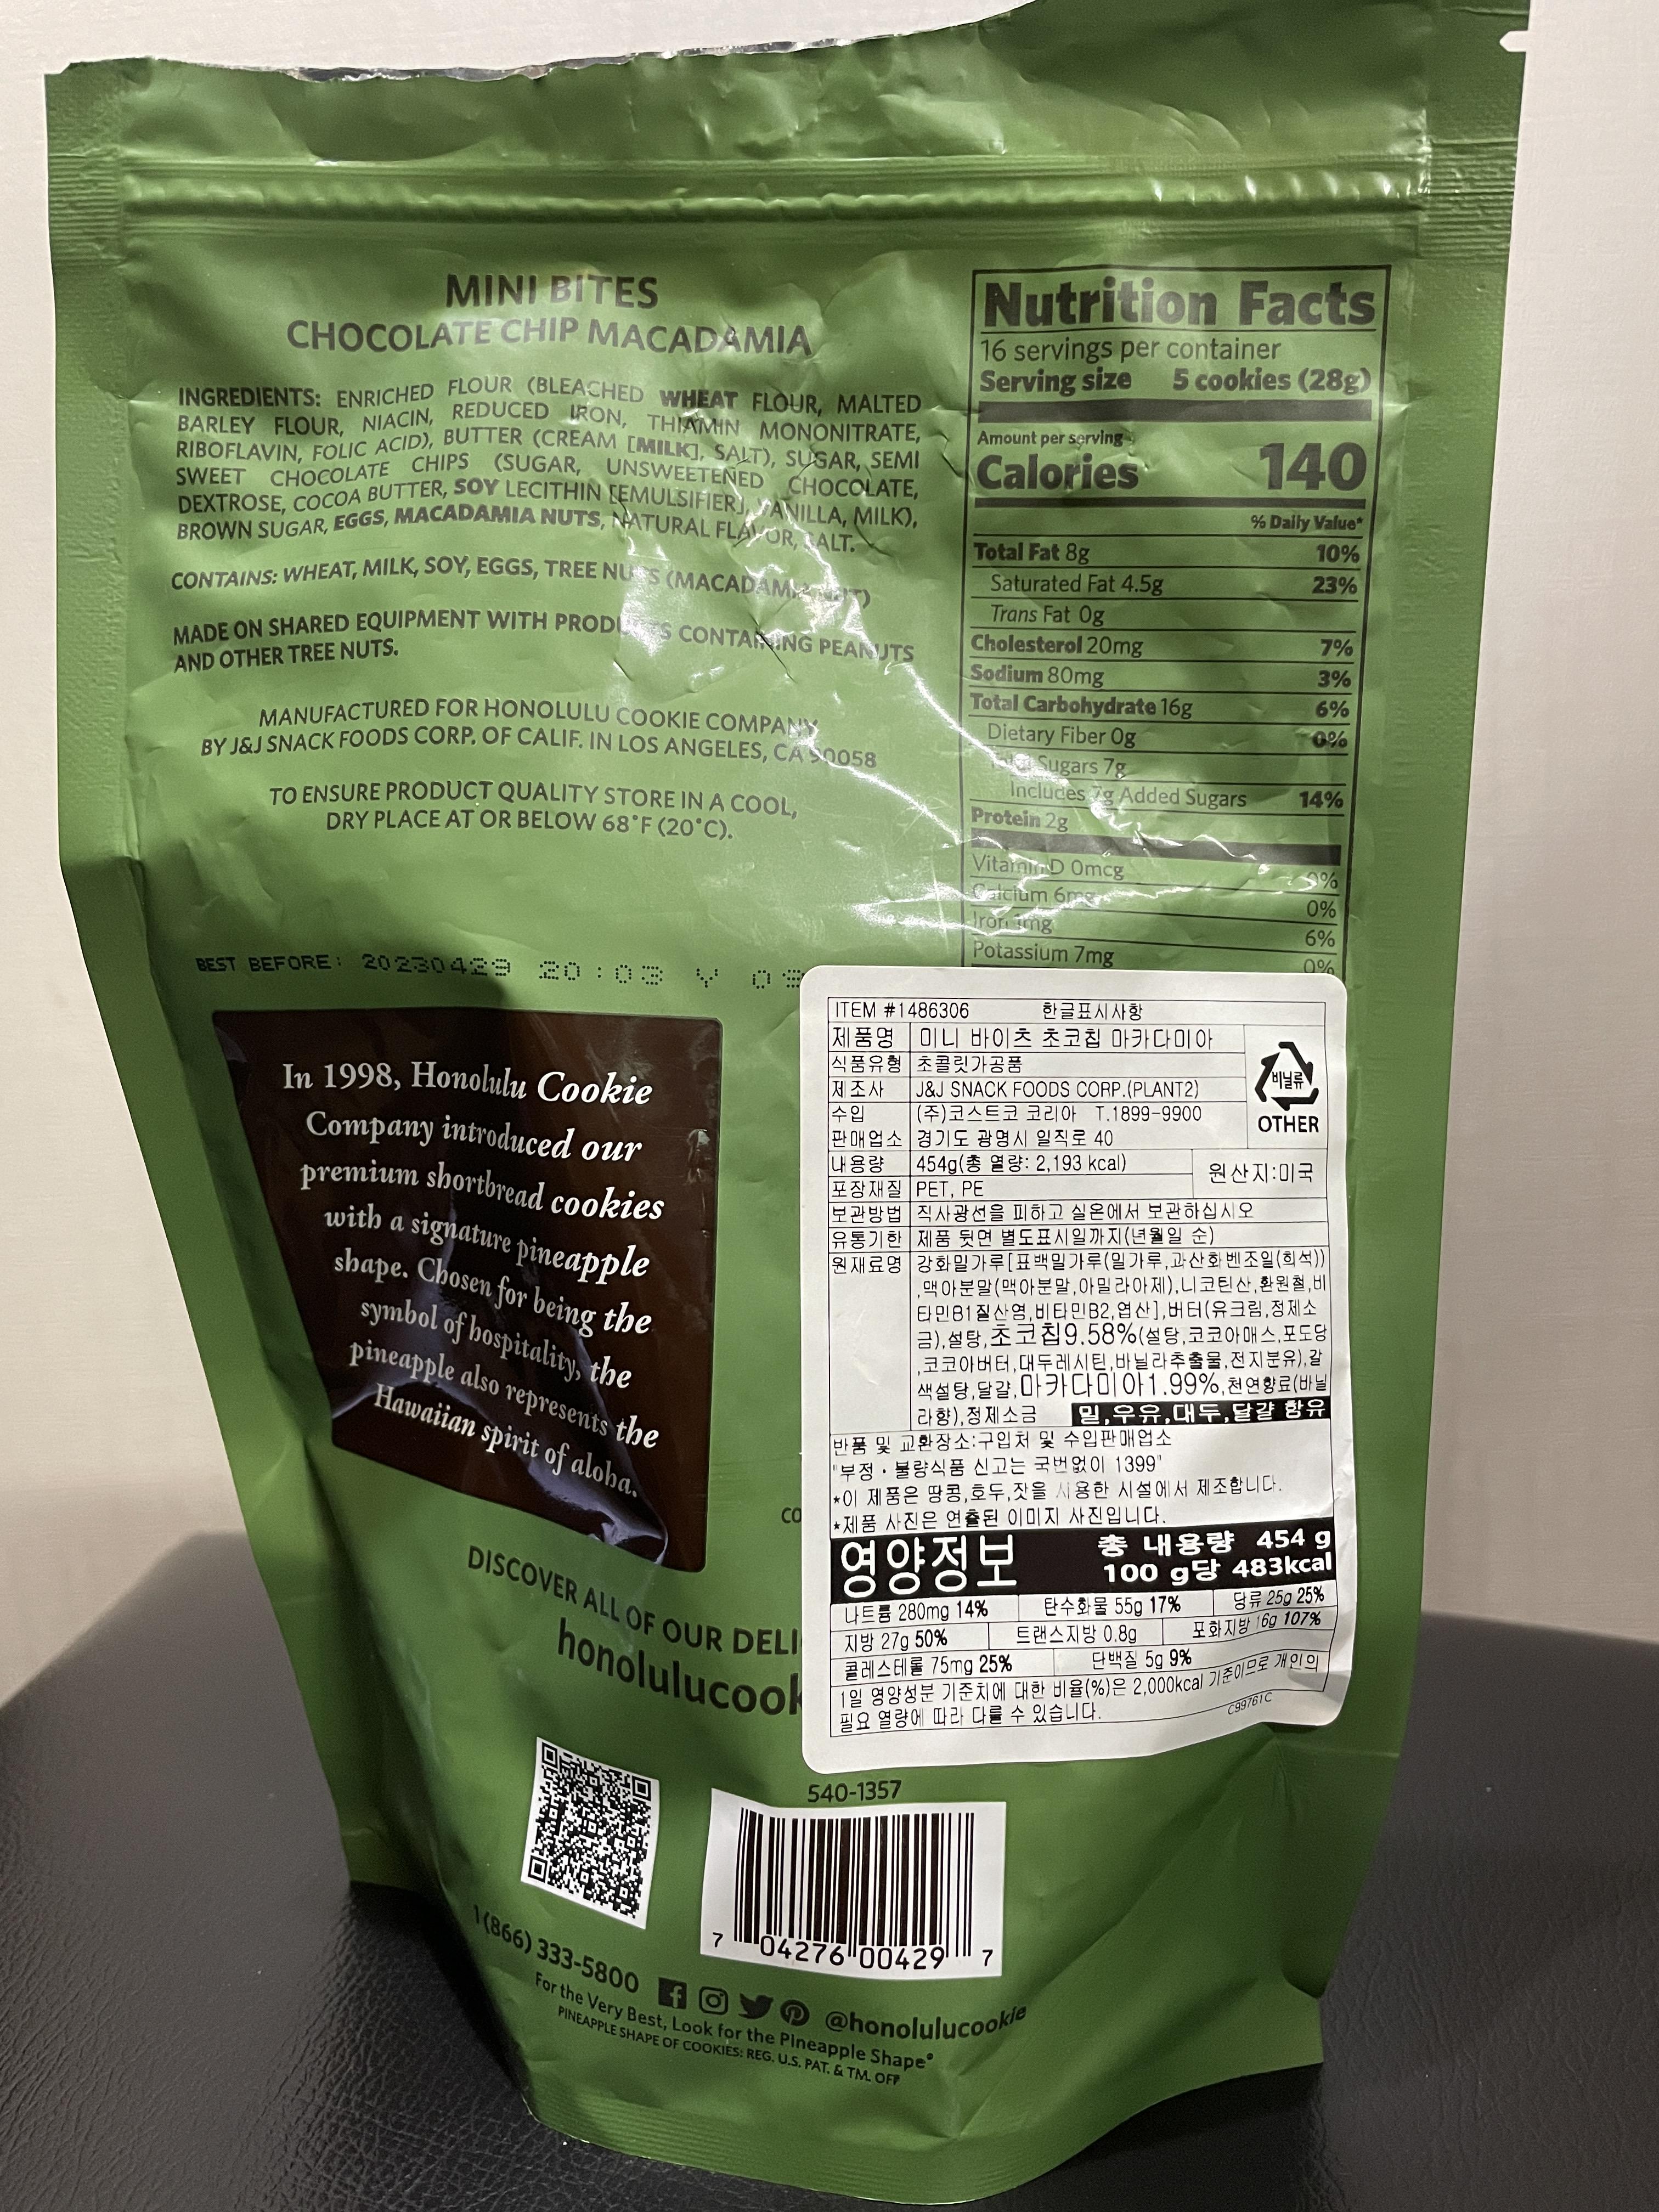 MINI BITES
CHOCOLATE CHIP MACADAMIA
INGREDIENTS: ENRICHED FLOUR (BLEACHED WHEAT FLOUR, MALTED
BARLEY FLOUR, NIACIN, REDUCED IRON, THIAMIN MONONITRATE,
RIBOFLAVIN, FOLIC ACID), BUTTER (CREAM [MILK], SALT), SUGAR, SEMI
SWEET CHOCOLATE CHIPS (SUGAR, UNSWEETENED CHOCOLATE,
DEXTROSE, COCOA BUTTER, SOY LECITHIN [EMULSIFIER], VANILLA, MILK),
BROWN SUGAR, EGGS, MACADAMIA NUTS, NATURAL FLAVOR, SALT.
CONTAINS: WHEAT, MILK, SOY, EGGS, TREE NUTS (MACADAMIA NUT)
MADE ON SHARED EQUIPMENT WITH PRODUCTS CONTAINING PEANUTS
AND OTHER TREE NUTS.
MANUFACTURED FOR HONOLULU COOKIE COMPANY
BY J&J SNACK FOODS CORP. OF CALIF. IN LOS ANGELES, CA 90058
TO ENSURE PRODUCT QUALITY STORE IN A COOL,
DRY PLACE AT OR BELOW 68°F (20°C).
BEST BEFORE: 20230429 20:03 Y
Nutrition Facts
16 servings per container
Serving size 5 cookies (28g)
Amount per serving
Calories 140
% Daily Value*
Total Fat 8g 10%
Saturated Fat 4.5g 23%
Trans Fat 0g
Cholesterol 20mg 7%
Sodium 80mg 3%
Total Carbohydrate 16g 6%
Dietary Fiber 0g 0%
Total Sugars 7g
Includes 7g Added Sugars 14%
Protein 2g
Vitamin D 0mcg 0%
Calcium 6mg 0%
Iron 1mg 6%
Potassium 7mg 0%
In 1998, Honolulu Cookie
Company introduced our
premium shortbread cookies
with a signature pineapple
shape. Chosen for being the
symbol of hospitality, the
pineapple also represents the
Hawaiian spirit of aloha.
ITEM #1486306 한글표시사항
제품명 미니 바이츠 초코칩 마카다미아
식품유형 초콜릿가공품
제조사 J&J SNACK FOODS CORP.(PLANT2)
수입 (주)코스트코 코리아 T.1899-9900
판매업소 경기도 광명시 일직로 40
비닐류
OTHER
내용량 454g(총 열량: 2,193 kcal)
원산지:미국
포장재질 PET, PE
보관방법 직사광선을 피하고 실온에서 보관하십시오
유통기한 제품 뒷면 별도표시일까지(년월일 순)
원재료명 강화밀가루[표백밀가루(밀가루,과산화벤조일(희석))
,맥아분말(맥아분말,아밀라아제),니코틴산,환원철,비
타민B1질산염,비타민B2,엽산],버터(유크림,정제소
금),설탕,초코칩9.58%(설탕,코코아매스,포도당
,코코아버터,대두레시틴,바닐라추출물,전지분유),갈
색설탕,달걀,마카다미아1.99%,천연향료(바닐
라향),정제소금 밀,우유,대두,달걀 함유
반품 및 교환장소:구입처 및 수입판매업소
"부정·불량식품 신고는 국번없이 1399"
*이 제품은 땅콩,호두,잣을 사용한 시설에서 제조합니다.
*제품 사진은 연출된 이미지 사진입니다.
영양정보 총 내용량 454 g
100 g당 483kcal
나트륨 280mg 14% 탄수화물 55g 17% 당류 25g 25%
지방 27g 50% 트랜스지방 0.8g 포화지방 16g 107%
콜레스테롤 75mg 25% 단백질 5g 9%
1일 영양성분 기준치에 대한 비율(%)은 2,000kcal 기준이므로 개인의
필요 열량에 따라 다를 수 있습니다.
C99761C
CO
DISCOVER ALL OF OUR DELI
honolulucook
540-1357
7 04276 00429 7
1 (866) 333-5800
@honolulucookie
For the Very Best, Look for the Pineapple Shape®
PINEAPPLE SHAPE OF COOKIES: REG. U.S. PAT. & TM. OFF